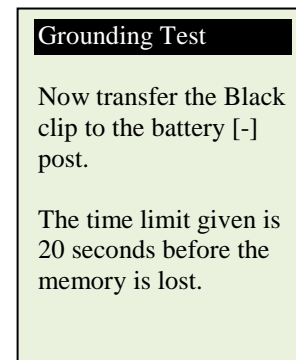 Grounding Test
Now transfer the Black
clip to the battery [-]
post.
The time limit given is
20 seconds before the
memory is lost.